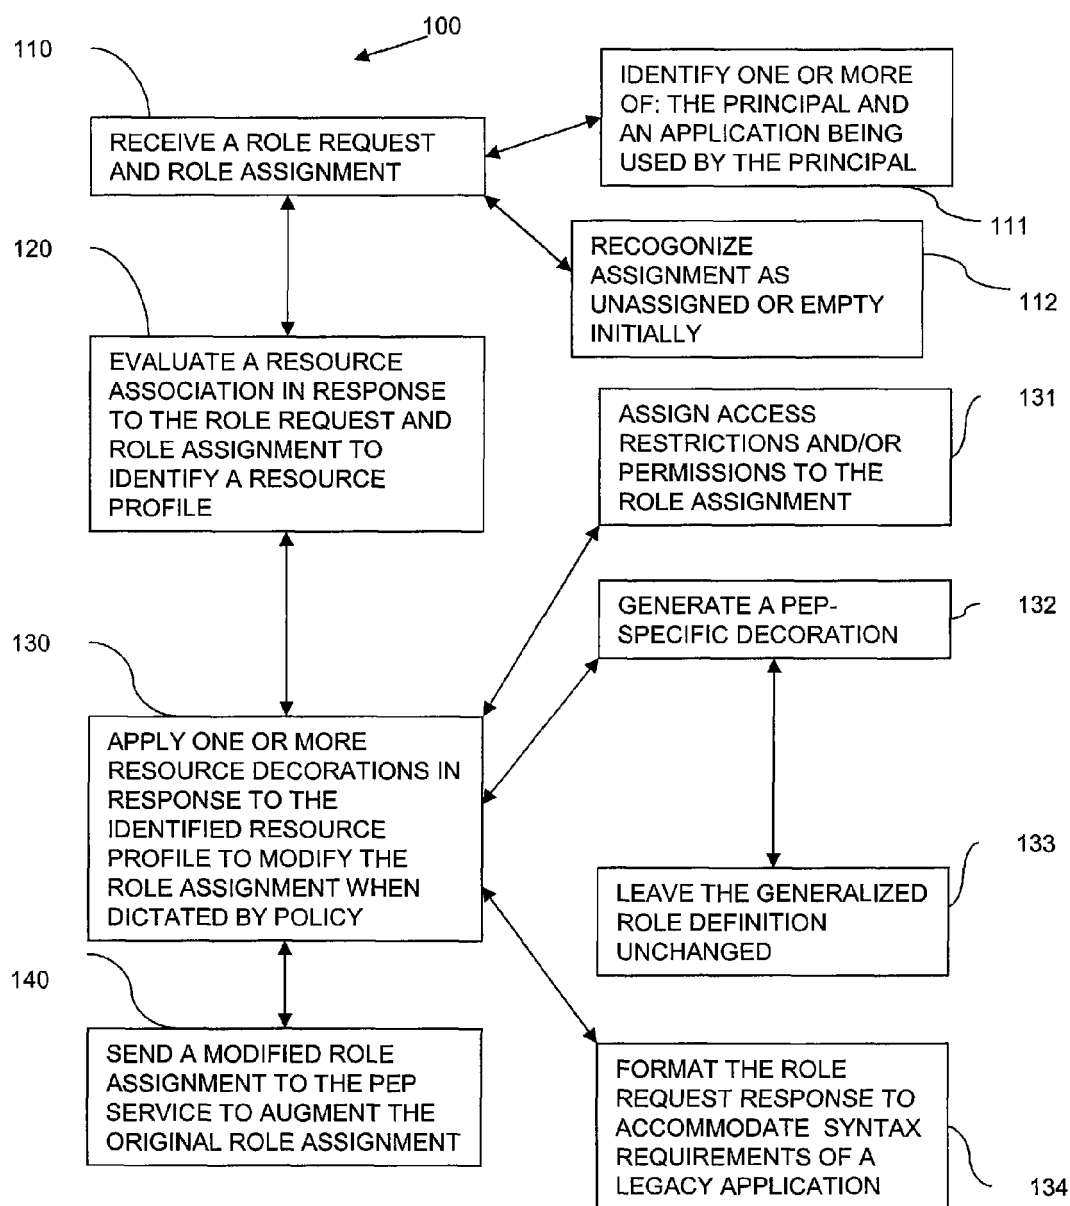 100
110
RECEIVE A ROLE REQUEST
AND ROLE ASSIGNMENT
IDENTIFY ONE OR MORE
OF: THE PRINCIPAL AND
AN APPLICATION BEING
USED BY THE PRINCIPAL
111
RECOGONIZE
ASSIGNMENT AS
UNASSIGNED OR EMPTY
INITIALLY
112
120
EVALUATE A RESOURCE
ASSOCIATION IN RESPONSE
TO THE ROLE REQUEST AND
ROLE ASSIGNMENT TO
IDENTIFY A RESOURCE
PROFILE
131
ASSIGN ACCESS
RESTRICTIONS AND/OR
PERMISSIONS TO THE
ROLE ASSIGNMENT
132
GENERATE A PEP-
SPECIFIC DECORATION
130
APPLY ONE OR MORE
RESOURCE DECORATIONS IN
RESPONSE TO THE
IDENTIFIED RESOURCE
PROFILE TO MODIFY THE
ROLE ASSIGNMENT WHEN
DICTATED BY POLICY
133
LEAVE THE GENERALIZED
ROLE DEFINITION
UNCHANGED
140
SEND A MODIFIED ROLE
ASSIGNMENT TO THE PEP
SERVICE TO AUGMENT THE
ORIGINAL ROLE ASSIGNMENT
FORMAT THE ROLE
REQUEST RESPONSE TO
ACCOMMODATE SYNTAX
REQUIREMENTS OF A
LEGACY APPLICATION
134